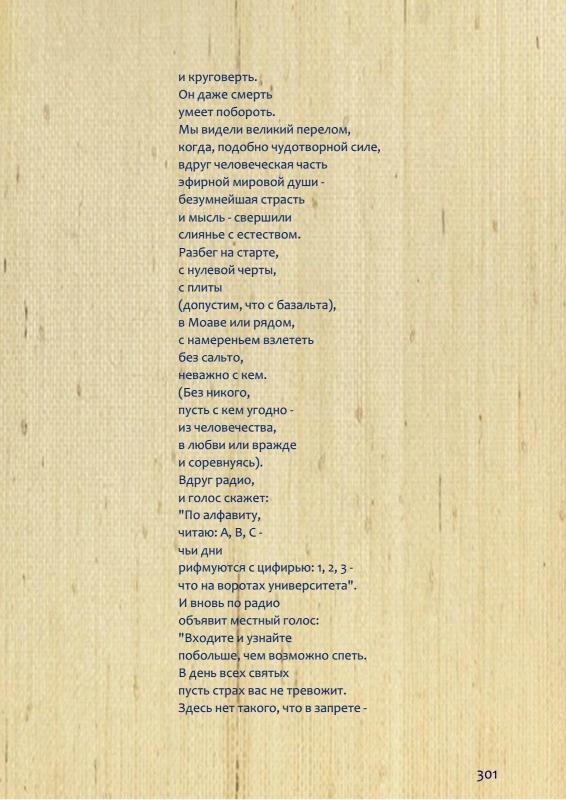 и круговерть.
Он даже смерть
умеет побороть.
Мы видели великий перелом,
когда, подобно чудотворной силе,
вдруг человеческая часть
эфирной мировой души -
безумнейшая страсть
и мысль - свершили
слиянье с естеством.
Разбег на старте,
с нулевой черты,
с плиты
(допустим, что с базальта),
в Моаве или рядом,
с намереньем взлететь
без сальто,
неважно с кем.
(Без никого,
пусть с кем угодно -
из человечества,
в любви или вражде
и соревнуясь).
Вдруг радио,
и голос скажет:
"По алфавиту,
читаю: А, В, С -
чьи дни
рифмуются с цифирью: 1, 2, 3 -
что на воротах университета".
И вновь по радио
объявит местный голос:
"Входите и узнайте
побольше, чем возможно спеть.
В день всех святых
пусть страх вас не тревожит.
Здесь нет такого, что в запрете -
301